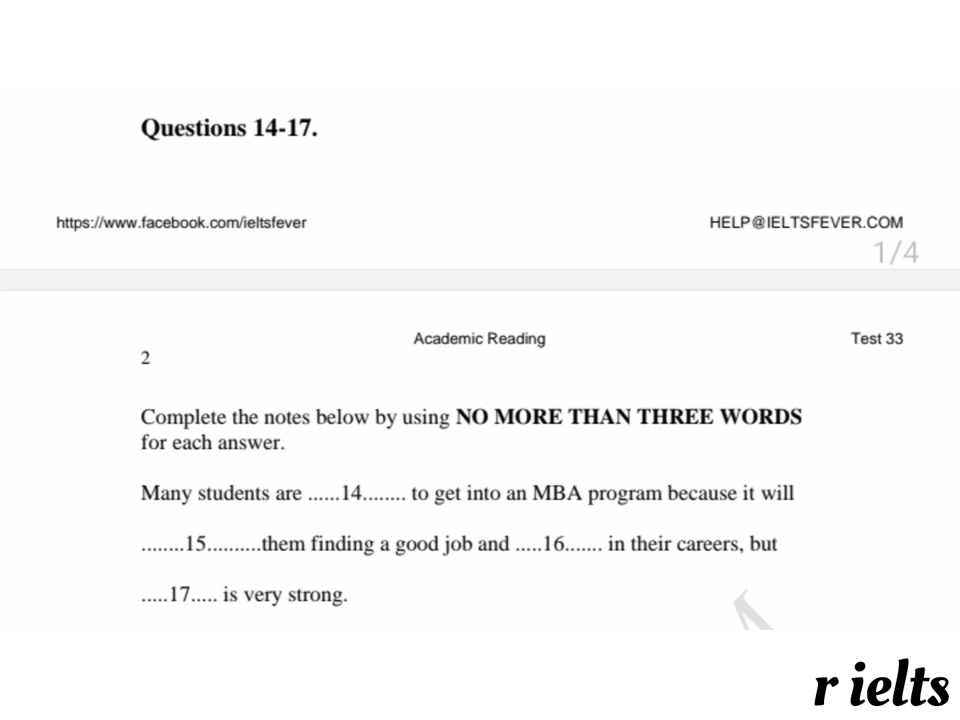 Questions 14-17.
https://www.facebook.com/ieltsfever HELP@IELTSFEVER.COM
1/4
Academic Reading Test 33
2
Complete the notes below by using NO MORE THAN THREE WORDS
for each answer.
Many students are ......14........ to get into an MBA program because it will
........15..........them finding a good job and .....16....... in their careers, but
.....17..... is very strong.
r ielts